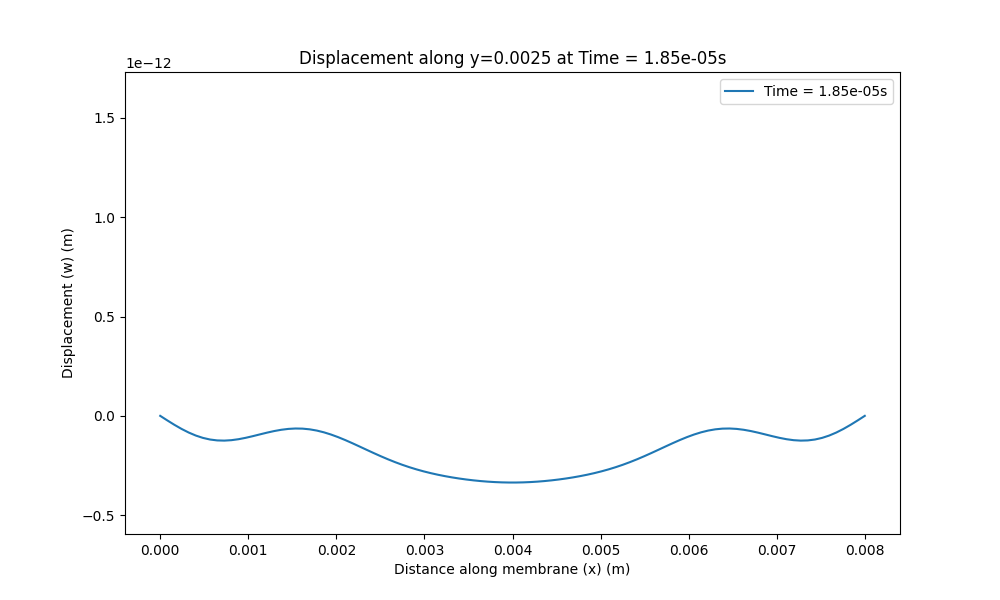 Displacement along y=0.0025 at Time = 1.85e-05s
1e−12
Time = 1.85e-05s
1.5
1.0
0.5
0.0
−0.5
Displacement (w) (m)
0.000 0.001 0.002 0.003 0.004 0.005 0.006 0.007 0.008
Distance along membrane (x) (m)